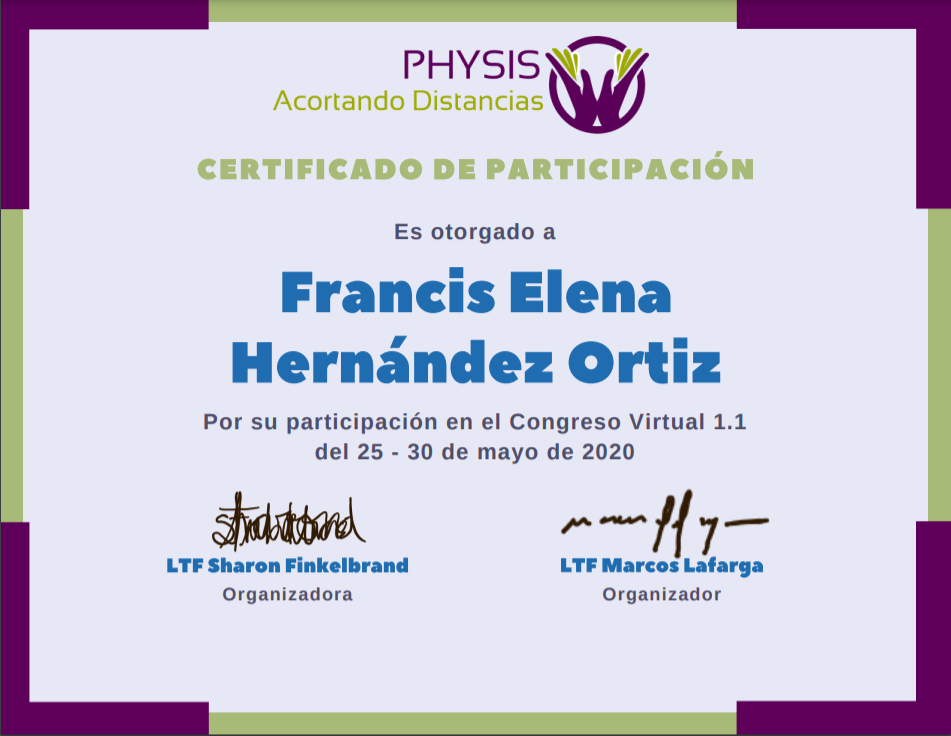 PHYSIS
Acortando Distancias
CERTIFICADO DE PARTICIPACIÓN
Es otorgado a
Francis Elena
Hernández Ortiz
Por su participación en el Congreso Virtual 1.1
del 25 - 30 de mayo de 2020
LTF Sharon Finkelbrand
Organizadora
LTF Marcos Lafarga
Organizador